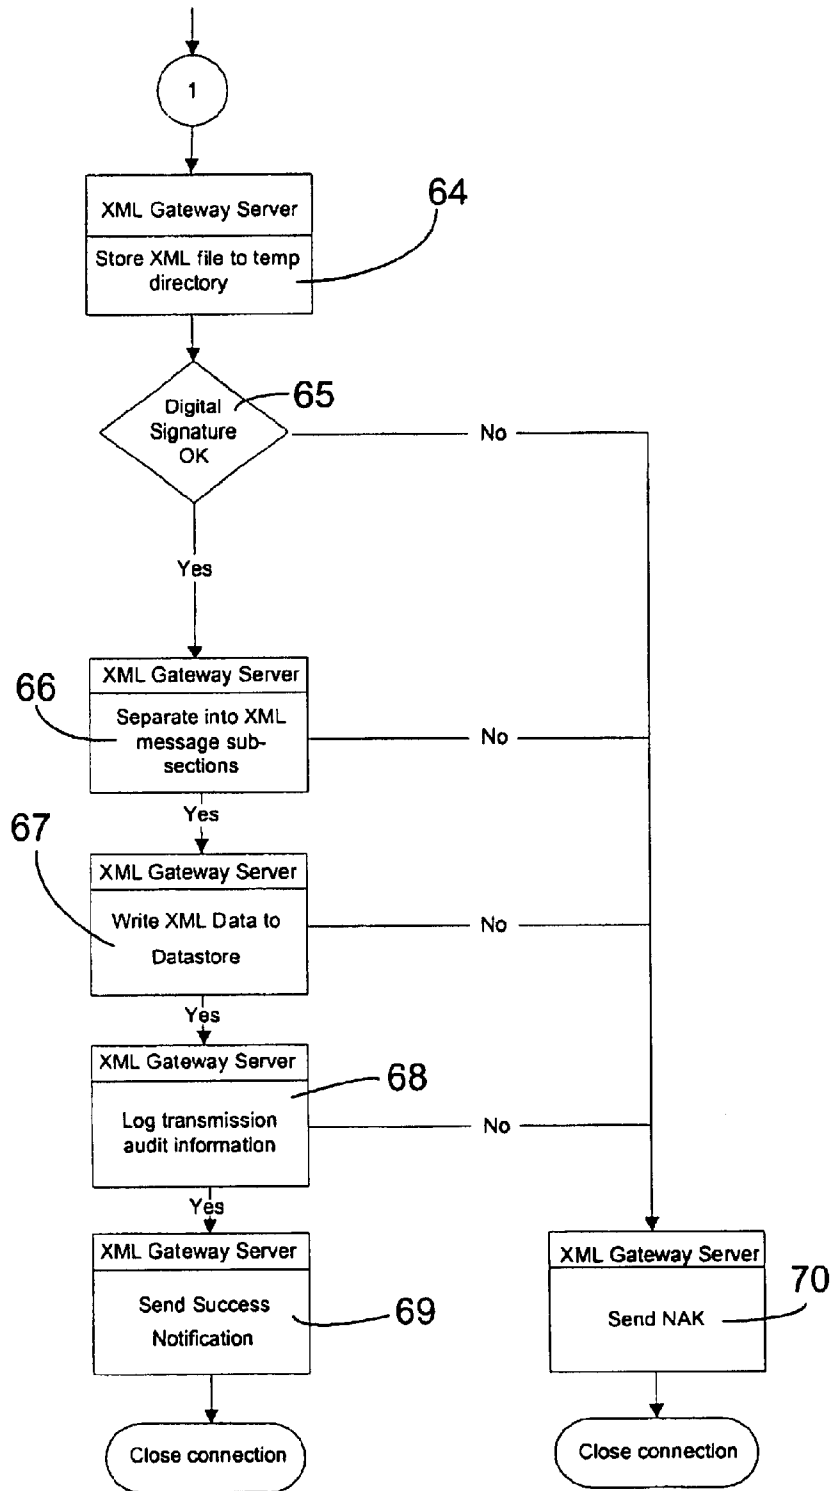 1
XML Gateway Server
64
Store XML file to temp
directory
Digital
Signature
OK
65
No
Yes
XML Gateway Server
66
Separate into XML
message sub-
sections
No
Yes
67
XML Gateway Server
Write XML Data to
Datastore
No
Yes
XML Gateway Server
68
Log transmission
audit information
No
Yes
XML Gateway Server
Send Success
Notification
69
XML Gateway Server
70
Send NAK
Close connection
Close connection